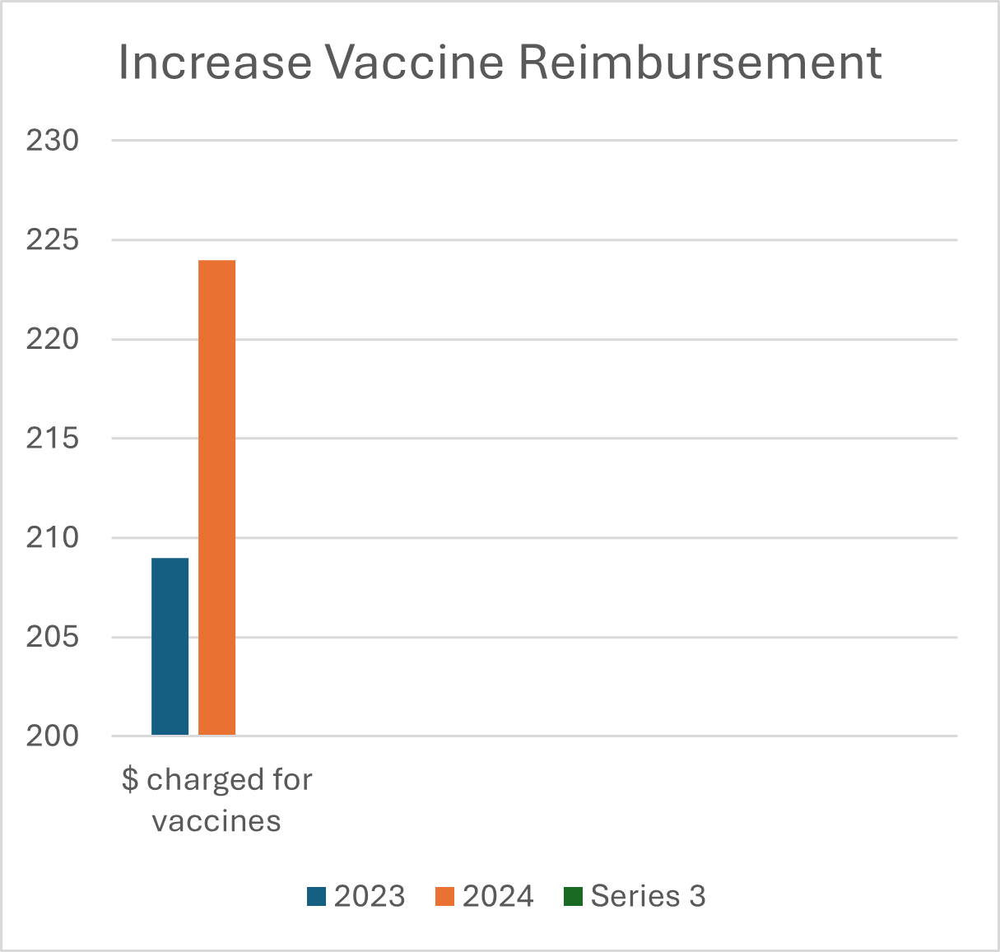 Increase Vaccine Reimbursement
230
225
220
215
210
205
200
$ charged for
vaccines
2023 2024 Series 3